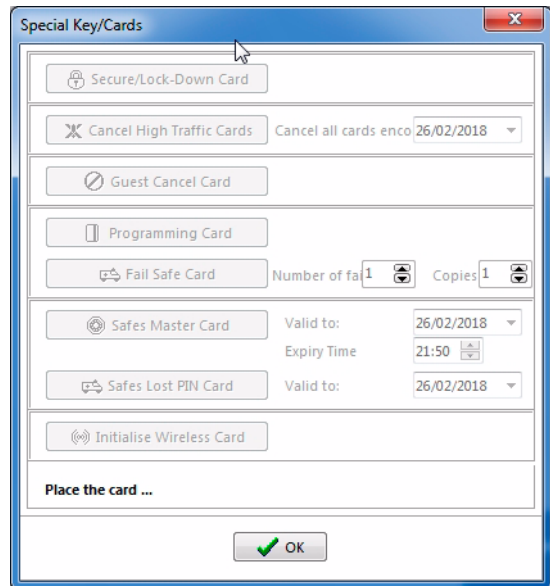 Special Key/Cards
Secure/Lock-Down Card
Cancel High Traffic Cards Cancel all cards enco 26/02/2018
Guest Cancel Card
Programming Card
Fail Safe Card Number of fai 1 Copies 1
Safes Master Card Valid to: 26/02/2018
Expiry Time 21:50
Safes Lost PIN Card Valid to: 26/02/2018
Initialise Wireless Card
Place the card ...
OK